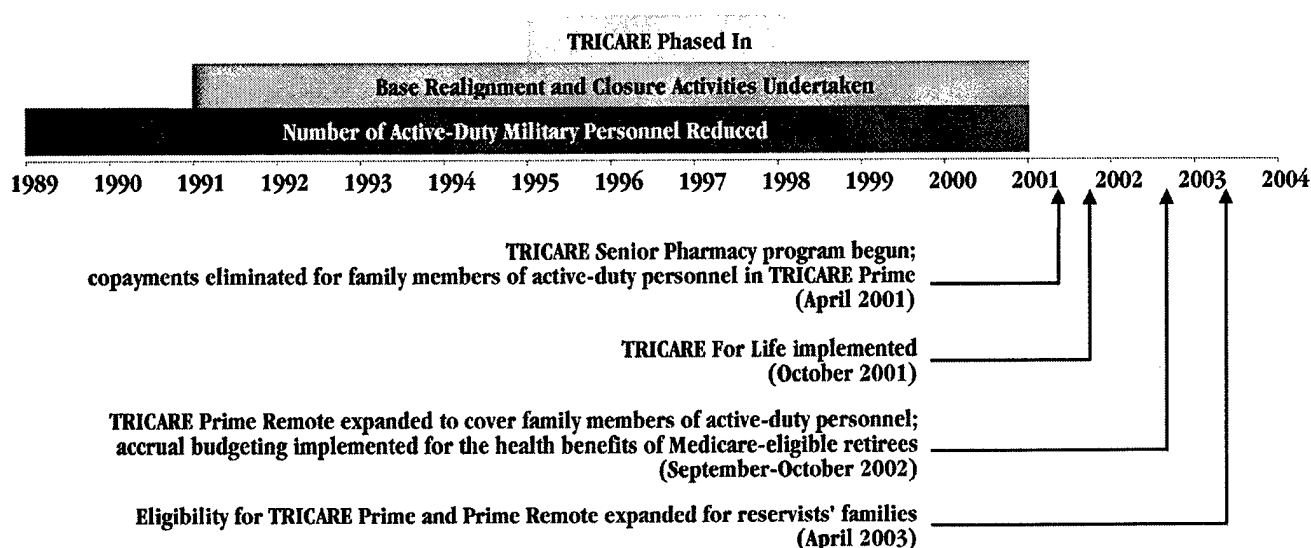 TRICARE Phased In
Base Realignment and Closure Activities Undertaken
Number of Active-Duty Military Personnel Reduced
1989 1990 1991 1992 1993 1994 1995 1996 1997 1998 1999 2000 2001 2002 2003 2004
TRICARE Senior Pharmacy program begun;
copayments eliminated for family members of active-duty personnel in TRICARE Prime
(April 2001)
TRICARE For Life implemented
(October 2001)
TRICARE Prime Remote expanded to cover family members of active-duty personnel;
accrual budgeting implemented for the health benefits of Medicare-eligible retirees
(September-October 2002)
Eligibility for TRICARE Prime and Prime Remote expanded for reservists' families
(April 2003)